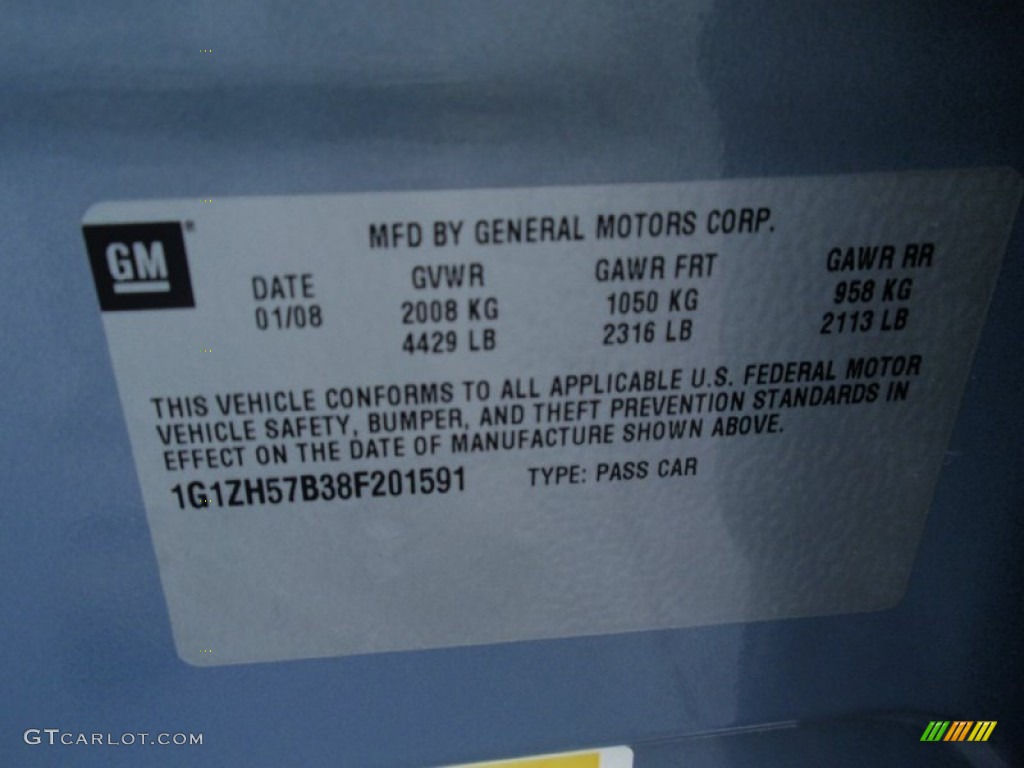 GM®
MFD BY GENERAL MOTORS CORP.
DATE GVWR GAWR FRT GAWR RR
01/08 2008 KG 1050 KG 958 KG
4429 LB 2316 LB 2113 LB
THIS VEHICLE CONFORMS TO ALL APPLICABLE U.S. FEDERAL MOTOR
VEHICLE SAFETY, BUMPER, AND THEFT PREVENTION STANDARDS IN
EFFECT ON THE DATE OF MANUFACTURE SHOWN ABOVE.
1G1ZH57B38F201591 TYPE: PASS CAR
GTCARLOT.COM